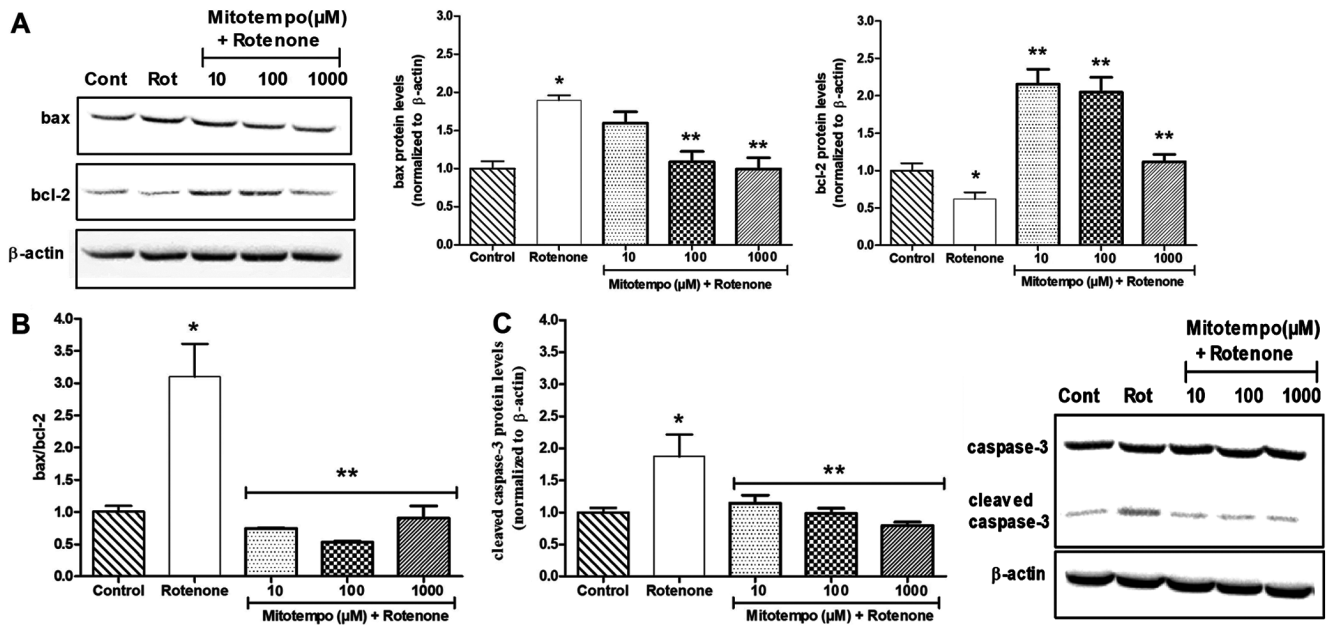 A
Mitotempo(µM)
+ Rotenone
Cont Rot 10 100 1000
bax
bcl-2
β-actin
bax protein levels
(normalized to β-actin)
3.0
2.5
2.0
1.5
1.0
0.5
0.0
*
**
**
Control Rotenone 10 100 1000
Mitotempo (µM) + Rotenone
bcl-2 protein levels
(normalized to β-actin)
3.0
2.5
2.0
1.5
1.0
0.5
0.0
*
**
**
**
Control Rotenone 10 100 1000
Mitotempo (µM) + Rotenone
B
bax/bcl-2
4.0
3.5
3.0
2.5
2.0
1.5
1.0
0.5
0.0
*
**
Control Rotenone 10 100 1000
Mitotempo (µM) + Rotenone
C
cleaved caspase-3 protein levels
(normalized to β-actin)
4.0
3.5
3.0
2.5
2.0
1.5
1.0
0.5
0.0
*
**
Control Rotenone 10 100 1000
Mitotempo (µM) + Rotenone
Mitotempo(µM)
+ Rotenone
Cont Rot 10 100 1000
caspase-3
cleaved
caspase-3
β-actin